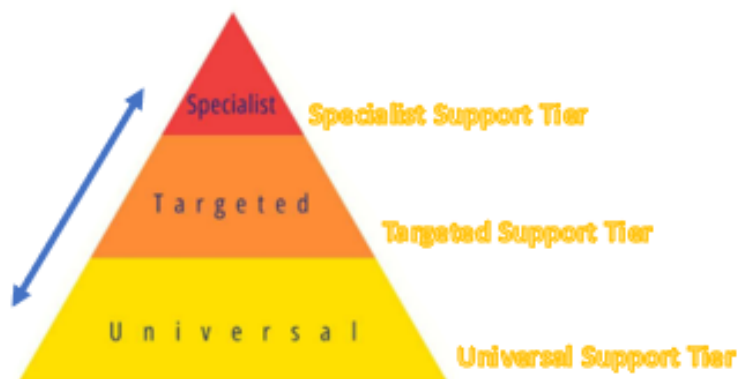 Specialist
Specialist Support Tier
Targeted
Targeted Support Tier
Universal
Universal Support Tier